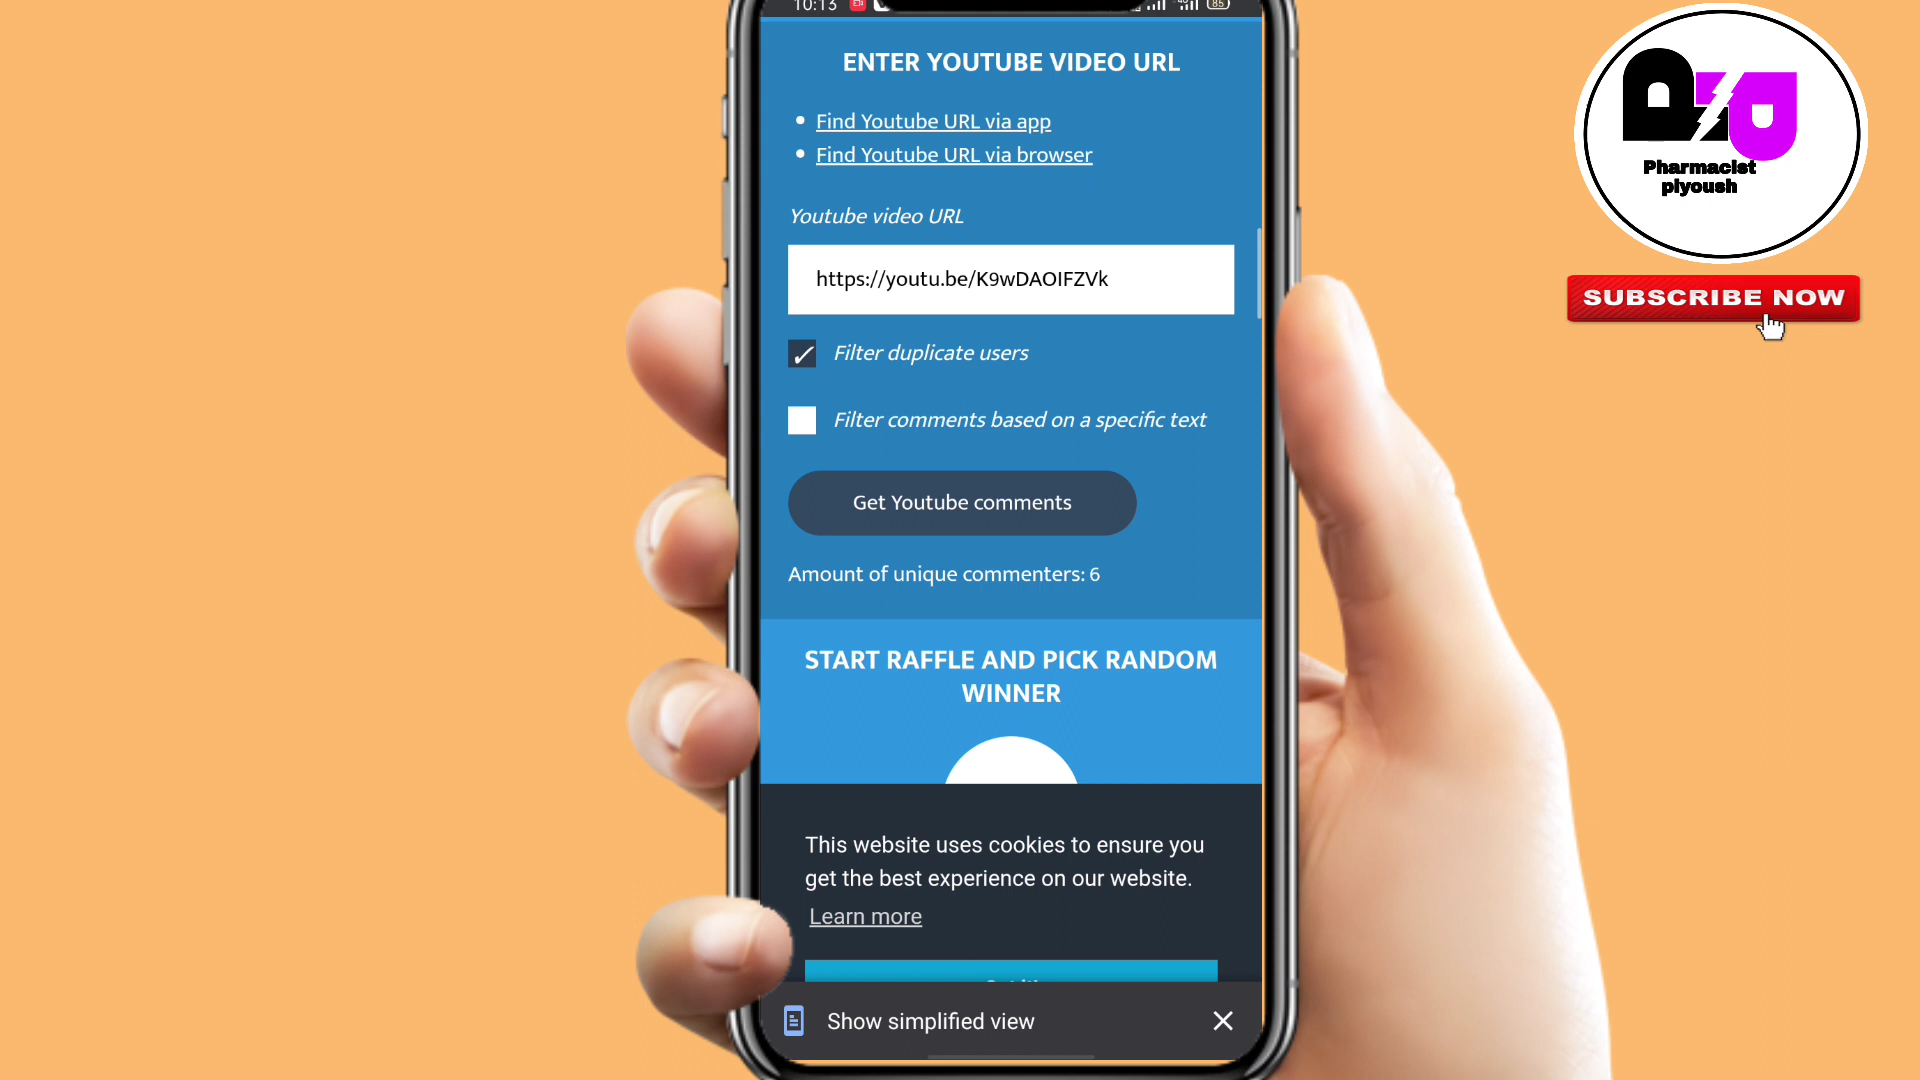 10:13
85
ENTER YOUTUBE VIDEO URL
Find Youtube URL via app
Find Youtube URL via browser
Youtube video URL
https://youtu.be/K9wDAOIFZVk
Filter duplicate users
Filter comments based on a specific text
Get Youtube comments
Amount of unique commenters: 6
START RAFFLE AND PICK RANDOM
WINNER
This website uses cookies to ensure you
get the best experience on our website.
Learn more
Show simplified view
Pharmacist
piyoush
SUBSCRIBE NOW